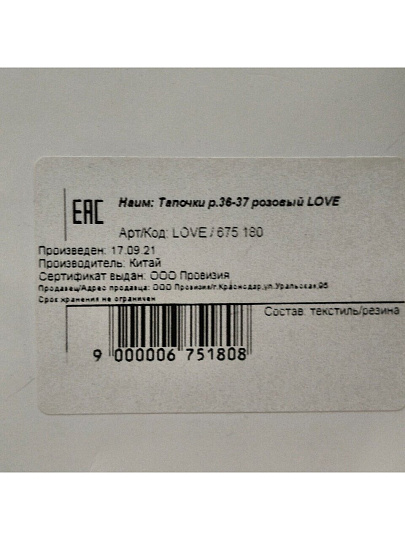 EAC
Наим: Тапочки р.36-37 розовый LOVE
Арт/Код: LOVE / 675 180
Произведен: 17.09.21
Производитель: Китай
Сертификат выдан: ООО Провизия
Продавец/Адрес продавца: ООО Провизия/г.Краснодар,ул.Уральская,95
Срок хранения не ограничен
Состав: текстиль/резина
9 000006 751808